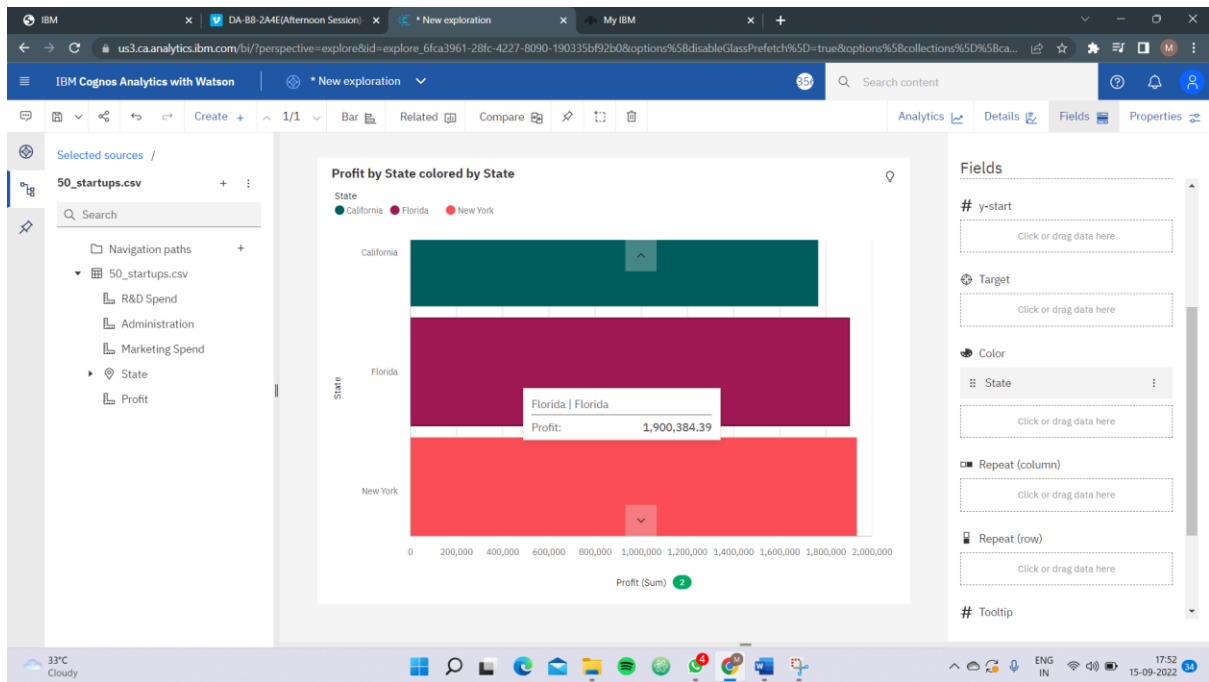 IBM
DA-B8-2A4E(Afternoon Session)-
* New exploration
My IBM
us3.ca.analytics.ibm.com/bi/?perspective=explore&id=explore_6fca3961-28fc-4227-8090-190335bf92b0&options%5BdisableGlassPrefetch%5D=true&options%5Bcollections%5D%5Bca...
M
IBM Cognos Analytics with Watson
* New exploration
Search content
Create +
1/1
Bar
Related
Compare
Analytics
Details
Fields
Properties
Selected sources /
50_startups.csv
Search
Navigation paths
50_startups.csv
R&D Spend
Administration
Marketing Spend
State
Profit
Profit by State colored by State
State
California Florida New York
California
Florida
New York
State
Florida | Florida
Profit: 1,900,384.39
0 200,000 400,000 600,000 800,000 1,000,000 1,200,000 1,400,000 1,600,000 1,800,000 2,000,000
Profit (Sum) 2
Fields
# y-start
Click or drag data here
Target
Click or drag data here
Color
State
Click or drag data here
Repeat (column)
Click or drag data here
Repeat (row)
Click or drag data here
# Tooltip
33°C
Cloudy
4
ENG
IN
17:52
15-09-2022
34